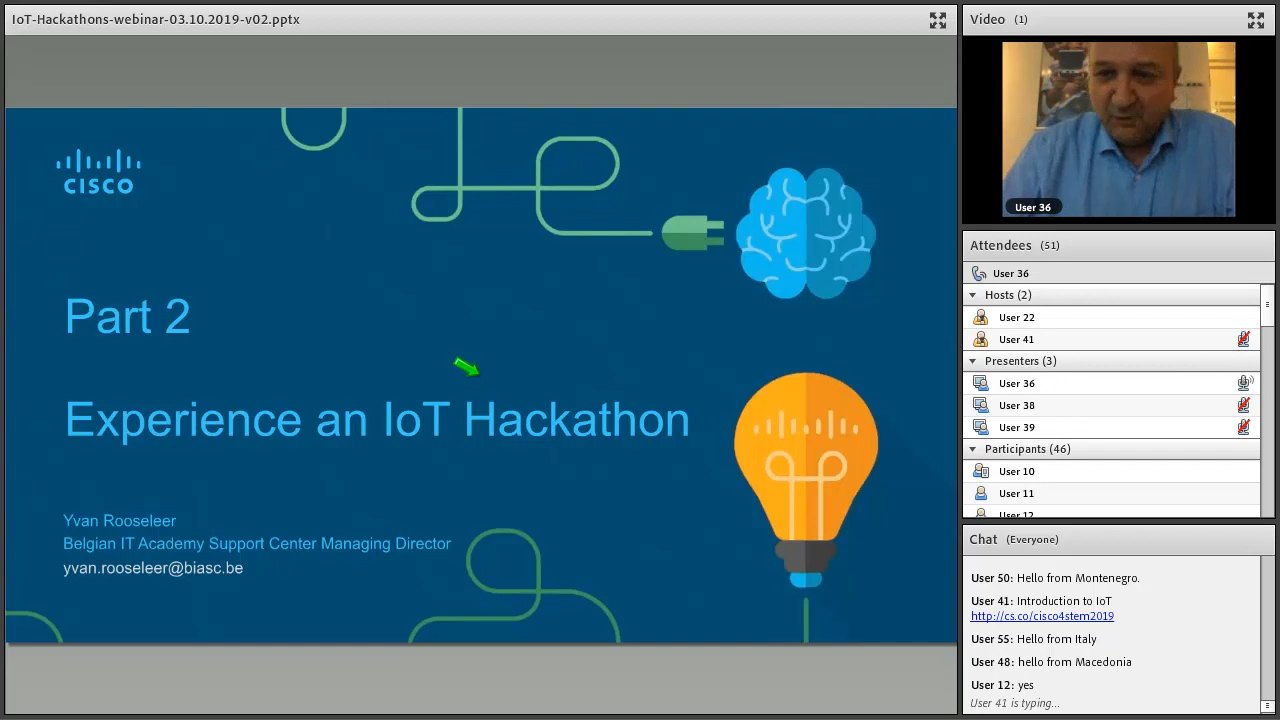 IoT-Hackathons-webinar-03.10.2019-v02.pptx
CISCO
Part 2
Experience an IoT Hackathon
Yvan Rooseleer
Belgian IT Academy Support Center Managing Director
yvan.rooseleer@biasc.be
Video (1)
User 36
Attendees (51)
User 36
Hosts (2)
User 22
User 41
Presenters (3)
User 36
User 38
User 39
Participants (46)
User 10
User 11
User 12
Chat (Everyone)
User 50: Hello from Montenegro.
User 41: Introduction to IoT
http://cs.co/cisco4stem2019
User 55: Hello from Italy
User 48: hello from Macedonia
User 12: yes
User 41 is typing...